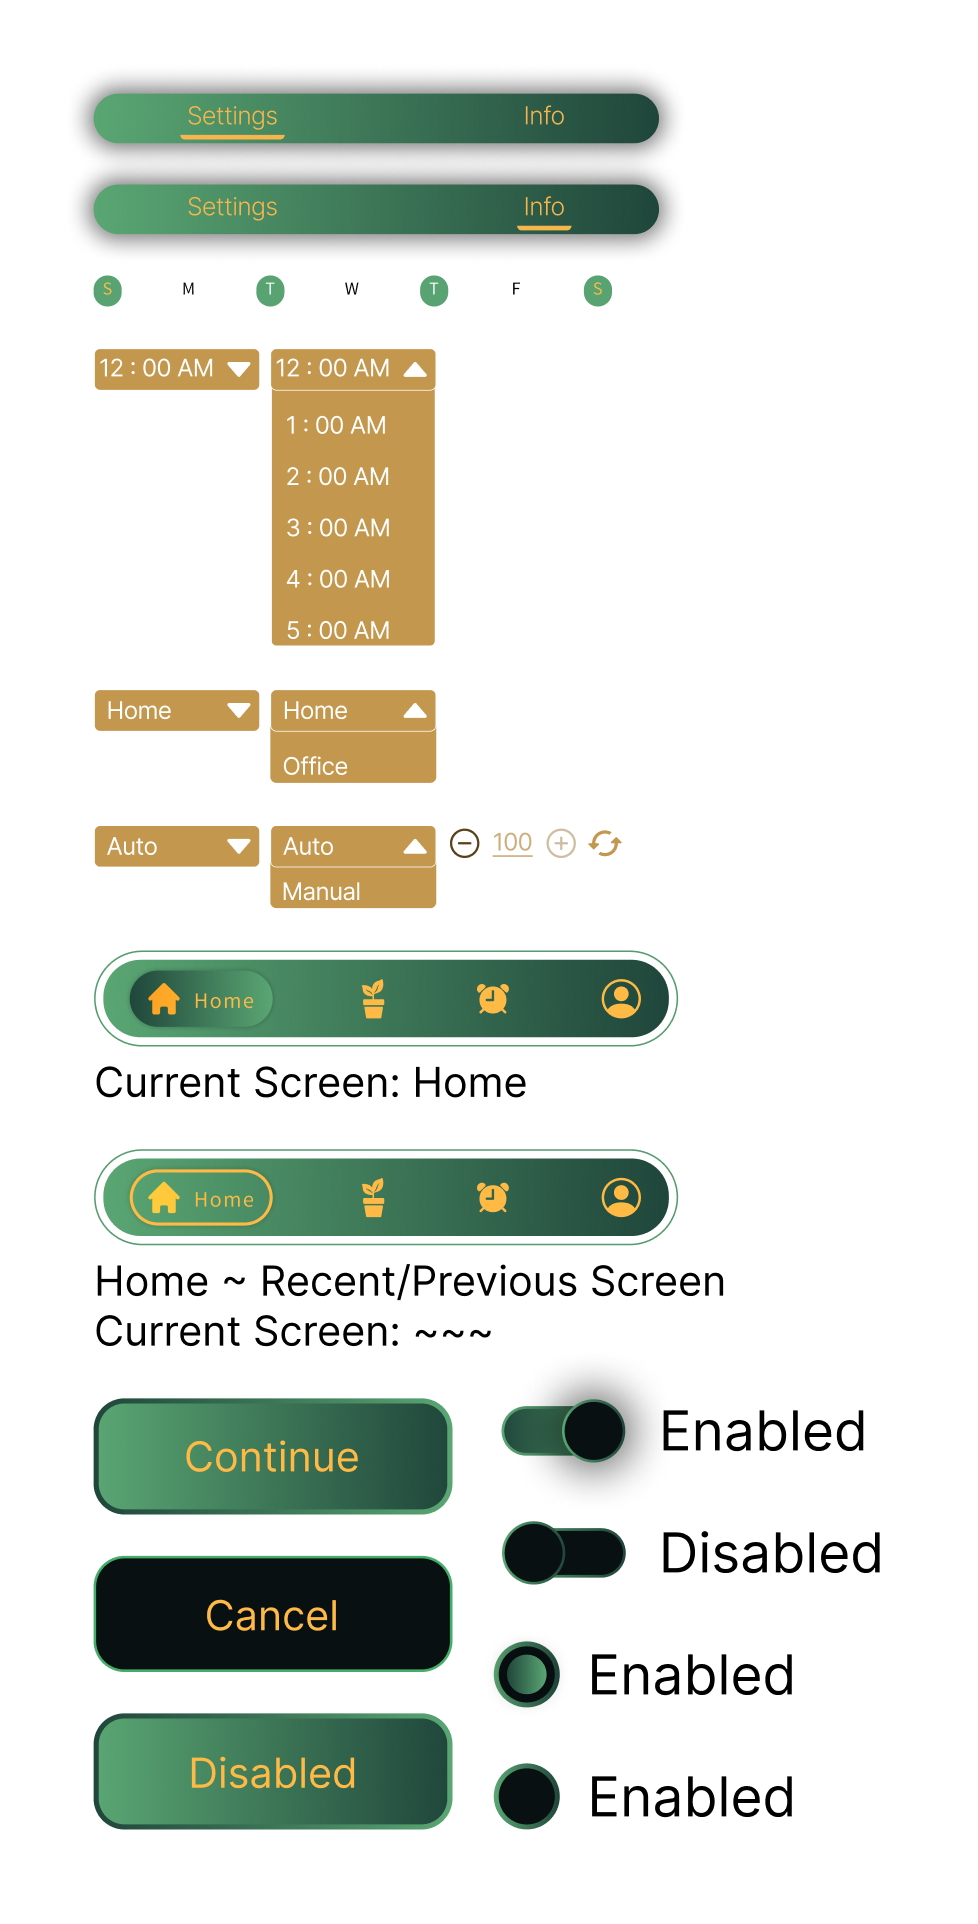 Settings Info
Settings Info
S M T W T F S
12 : 00 AM 12 : 00 AM
1 : 00 AM
2 : 00 AM
3 : 00 AM
4 : 00 AM
5 : 00 AM
Home Home
Office
Auto Auto 100
Manual
Home
Current Screen: Home
Home
Home ~ Recent/Previous Screen
Current Screen: ~~~
Continue Enabled
Disabled
Cancel
Enabled
Disabled Enabled